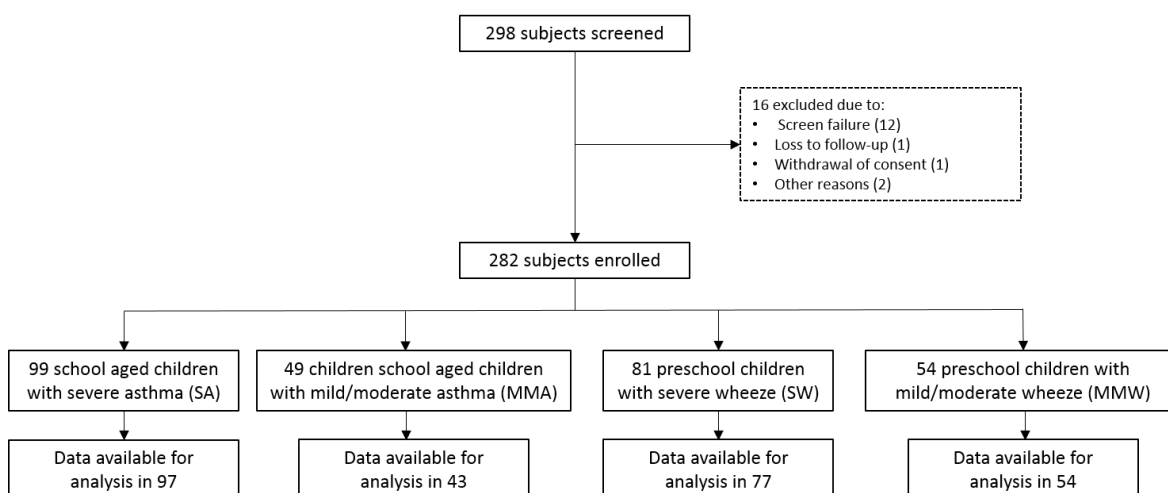 298 subjects screened
16 excluded due to:
• Screen failure (12)
• Loss to follow-up (1)
• Withdrawal of consent (1)
• Other reasons (2)
282 subjects enrolled
99 school aged children
with severe asthma (SA)
49 children school aged children
with mild/moderate asthma (MMA)
81 preschool children
with severe wheeze (SW)
54 preschool children with
mild/moderate wheeze (MMW)
Data available for
analysis in 97
Data available for
analysis in 43
Data available for
analysis in 77
Data available for
analysis in 54